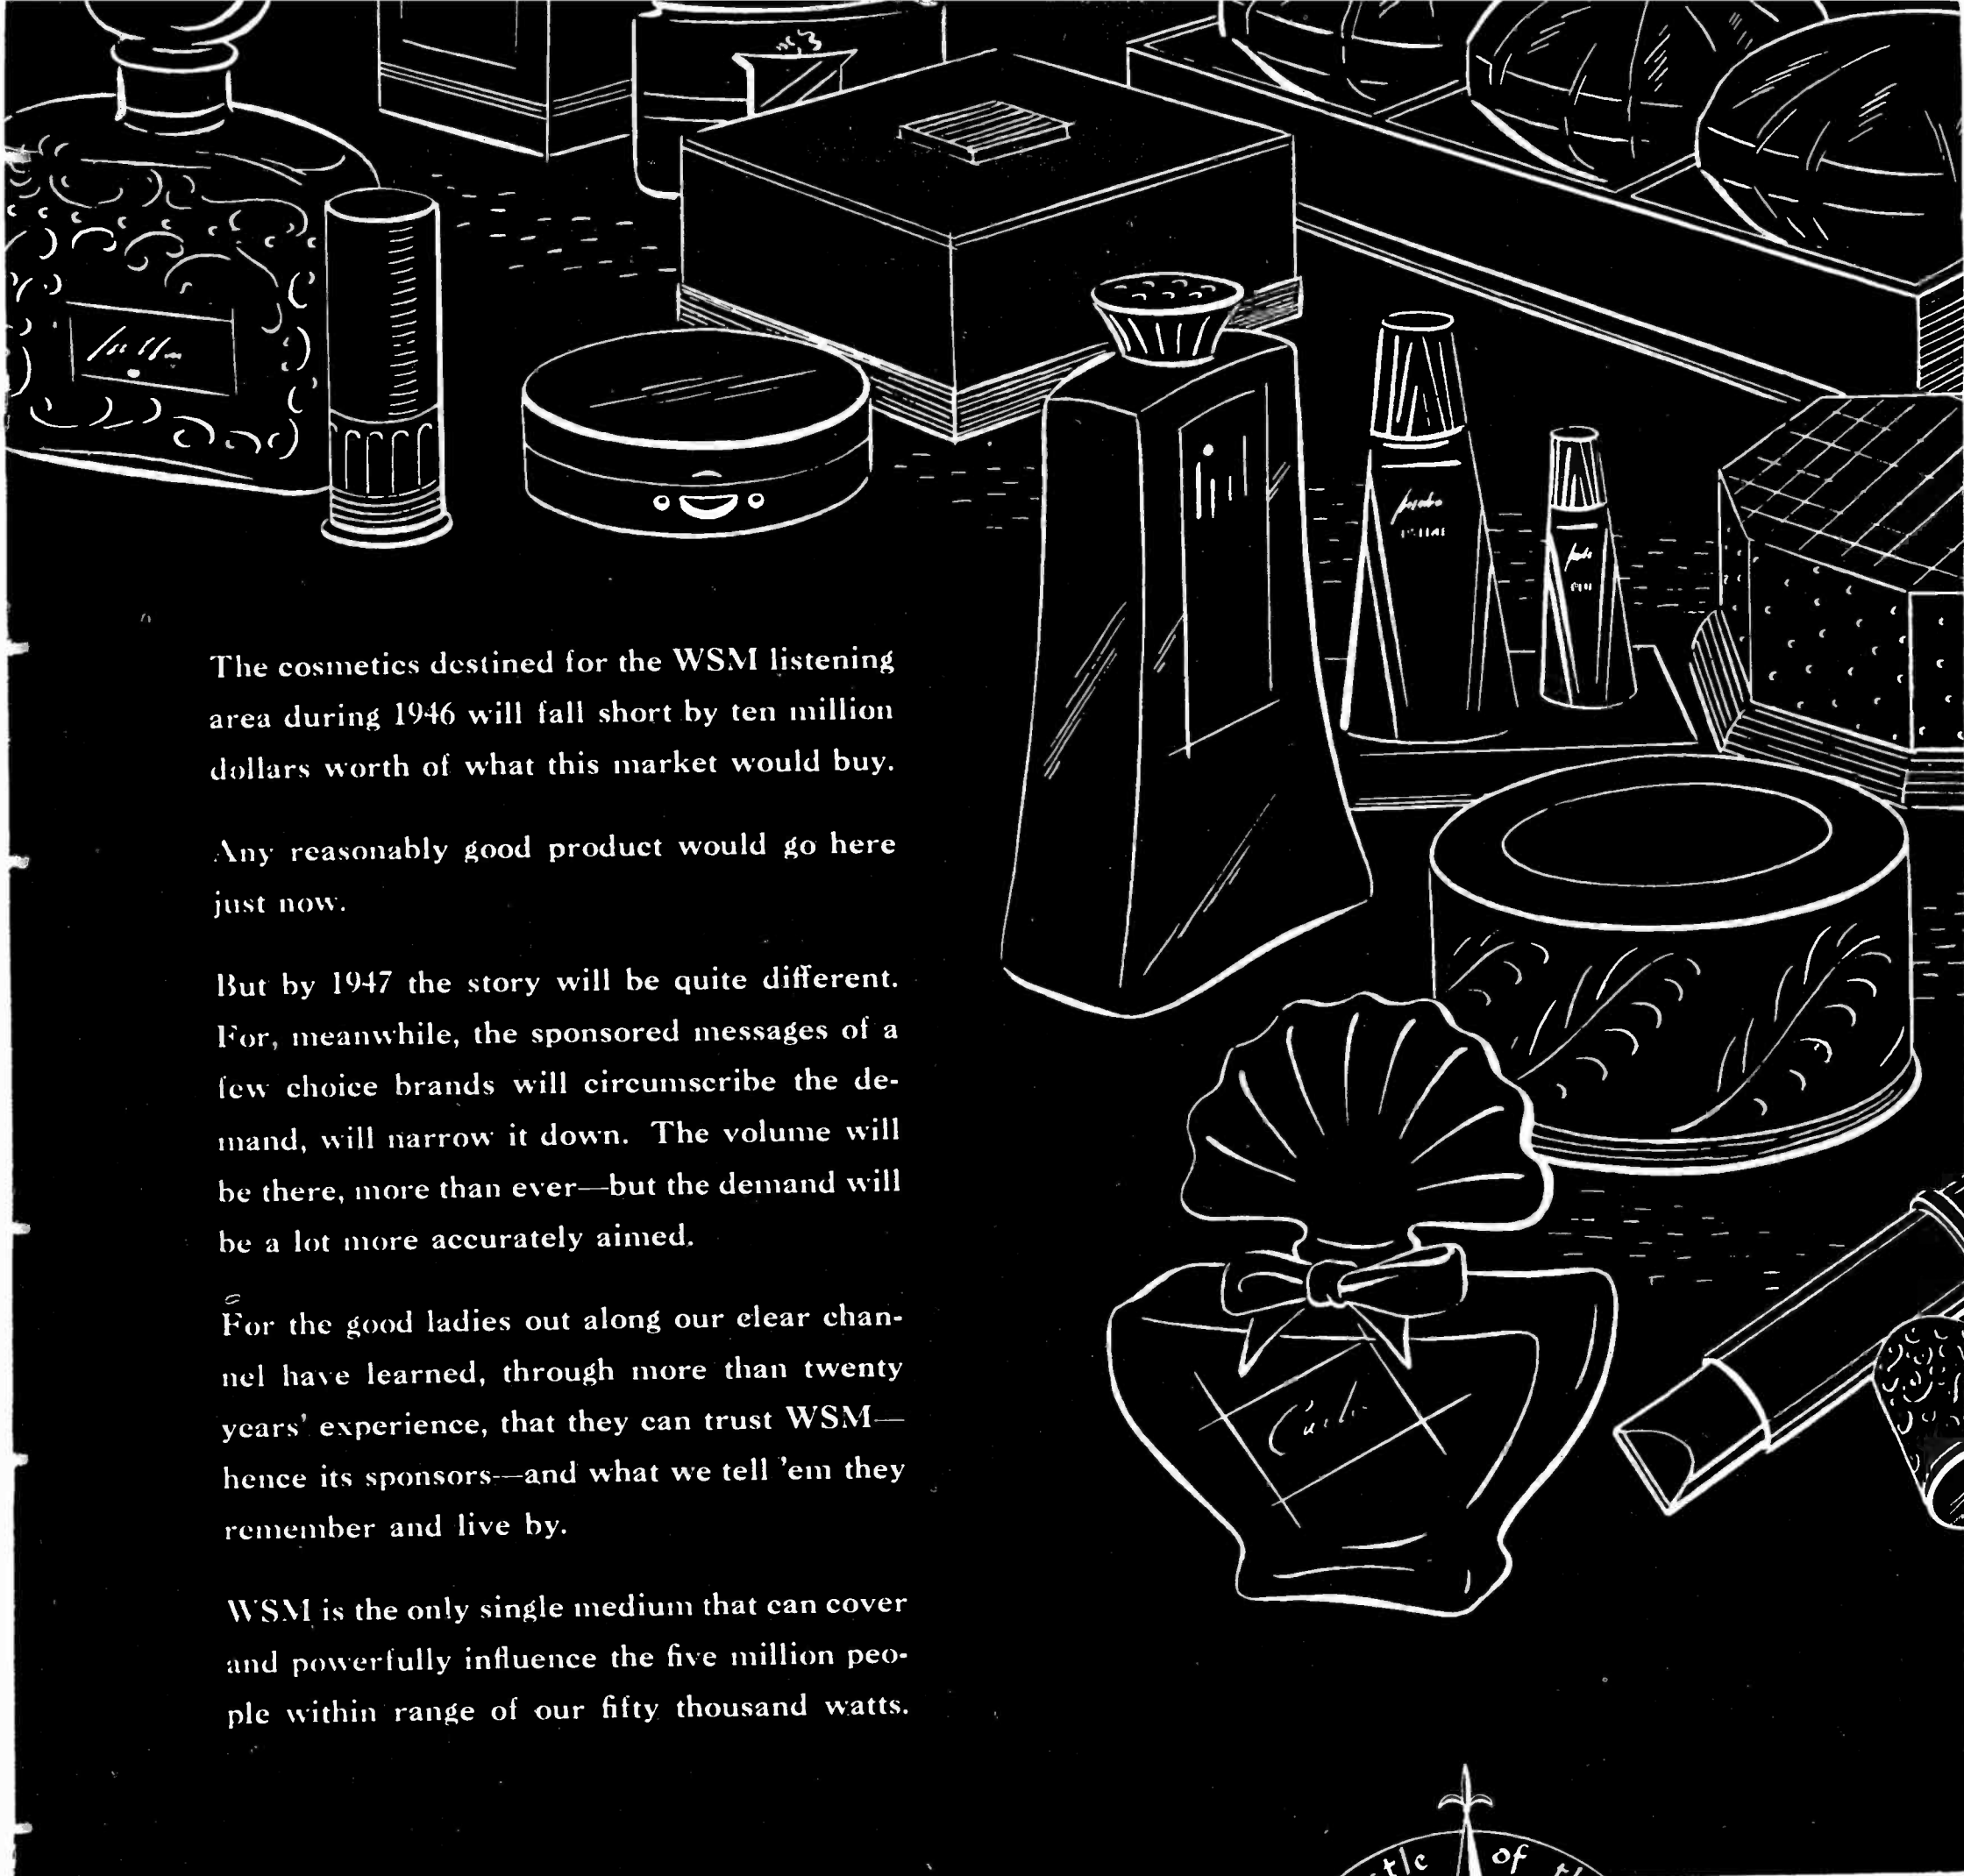 The cosmetics destined for the WSM listening
area during 1946 will fall short by ten million
dollars worth of what this market would buy.
Any reasonably good product would go here
just now.
But by 1947 the story will be quite different.
For, meanwhile, the sponsored messages of a
few choice brands will circumscribe the de-
mand, will narrow it down. The volume will
be there, more than ever—but the demand will
be a lot more accurately aimed.
For the good ladies out along our clear chan-
nel have learned, through more than twenty
years' experience, that they can trust WSM—
hence its sponsors—and what we tell 'em they
remember and live by.
WSM is the only single medium that can cover
and powerfully influence the five million peo-
ple within range of our fifty thousand watts.
of